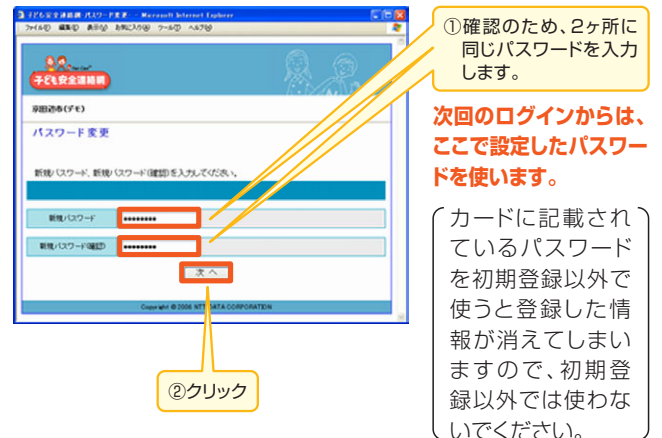 子ども安全連絡網 パスワード変更 - Microsoft Internet Explorer
ファイル(F) 編集(E) 表示(V) お気に入り(A) ツール(T) ヘルプ(H)
子ども安全連絡網
京田辺市(デモ)
パスワード変更
新規パスワード、新規パスワード(確認)を入力してください。
新規パスワード
新規パスワード(確認)
次へ
Copyright © 2006 NTT DATA CORPORATION
①確認のため、2ヶ所に
同じパスワードを入力
します。
②クリック
次回のログインからは、
ここで設定したパスワー
ドを使います。
カードに記載され
ているパスワード
を初期登録以外で
使うと登録した情
報が消えてしまい
ますので、初期登
録以外では使わな
いでください。